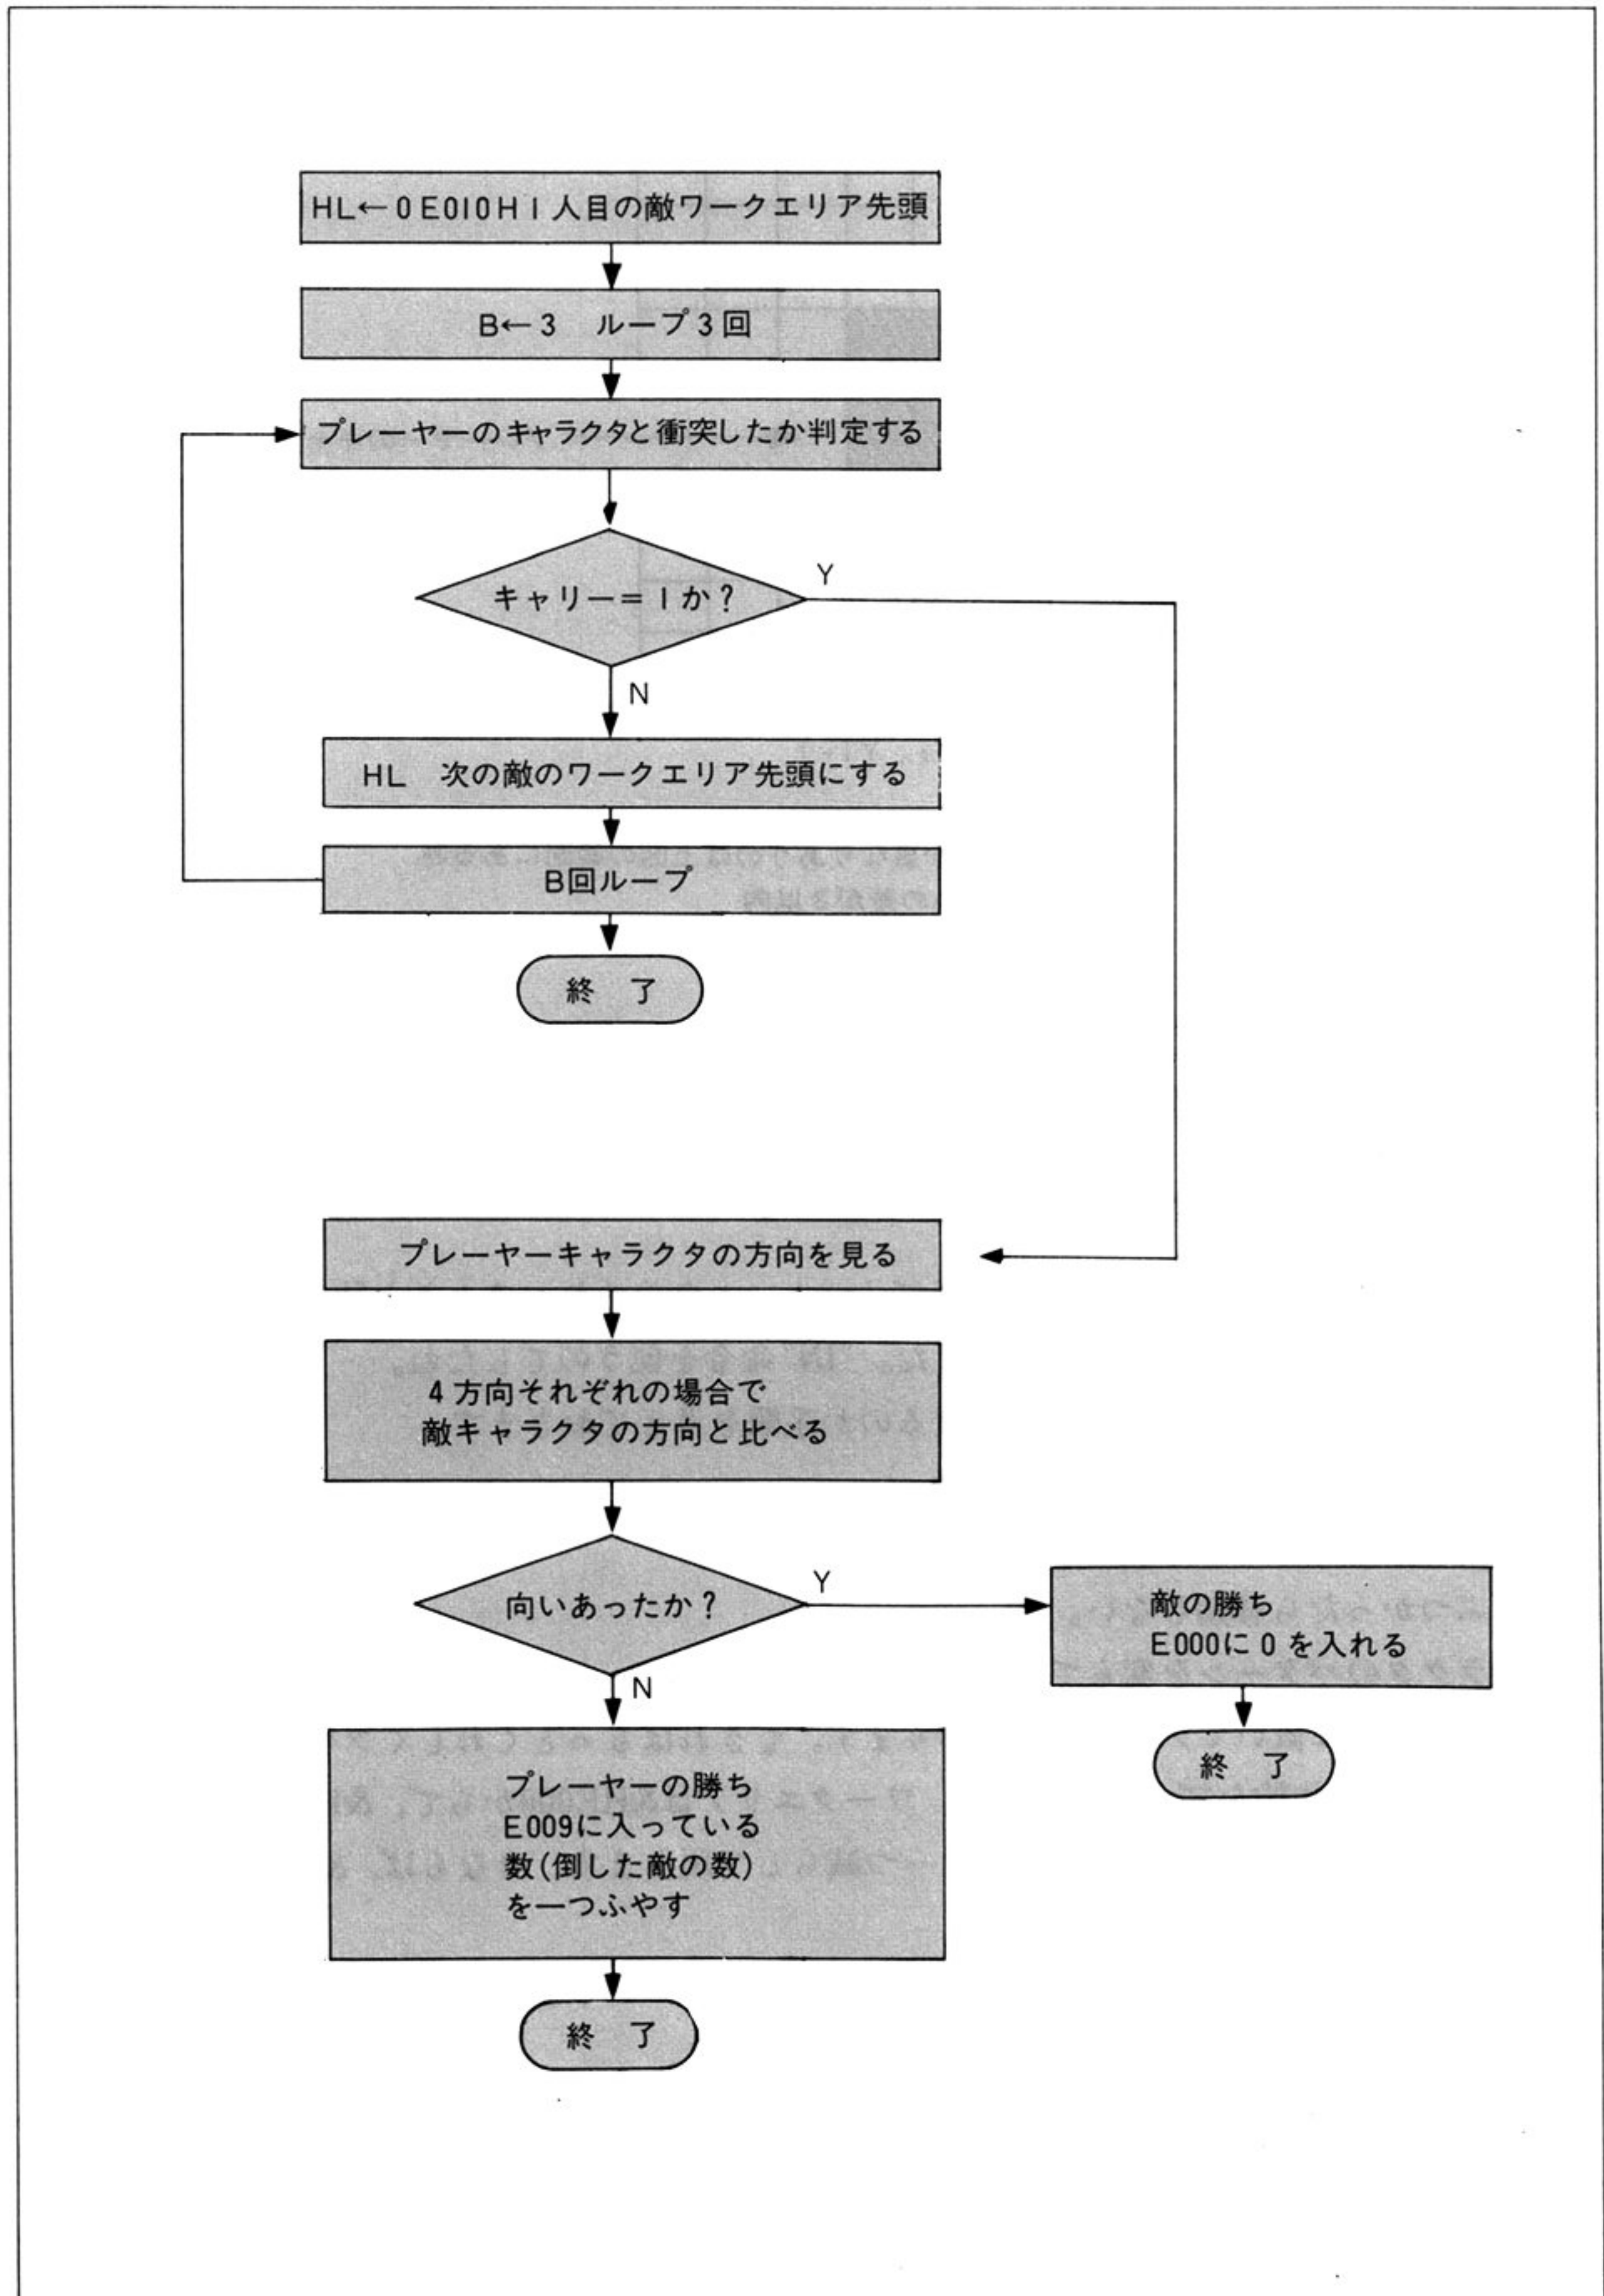 HL←0E010H 1人目の敵ワークエリア先頭
B←3 ループ3回
プレーヤーのキャラクタと衝突したか判定する
キャリー=1か?
Y
N
HL 次の敵のワークエリア先頭にする
B回ループ
終 了
プレーヤーキャラクタの方向を見る
4方向それぞれの場合で
敵キャラクタの方向と比べる
向いあったか?
Y
敵の勝ち
E000に0を入れる
終 了
N
プレーヤーの勝ち
E009に入っている
数(倒した敵の数)
を一つふやす
終 了